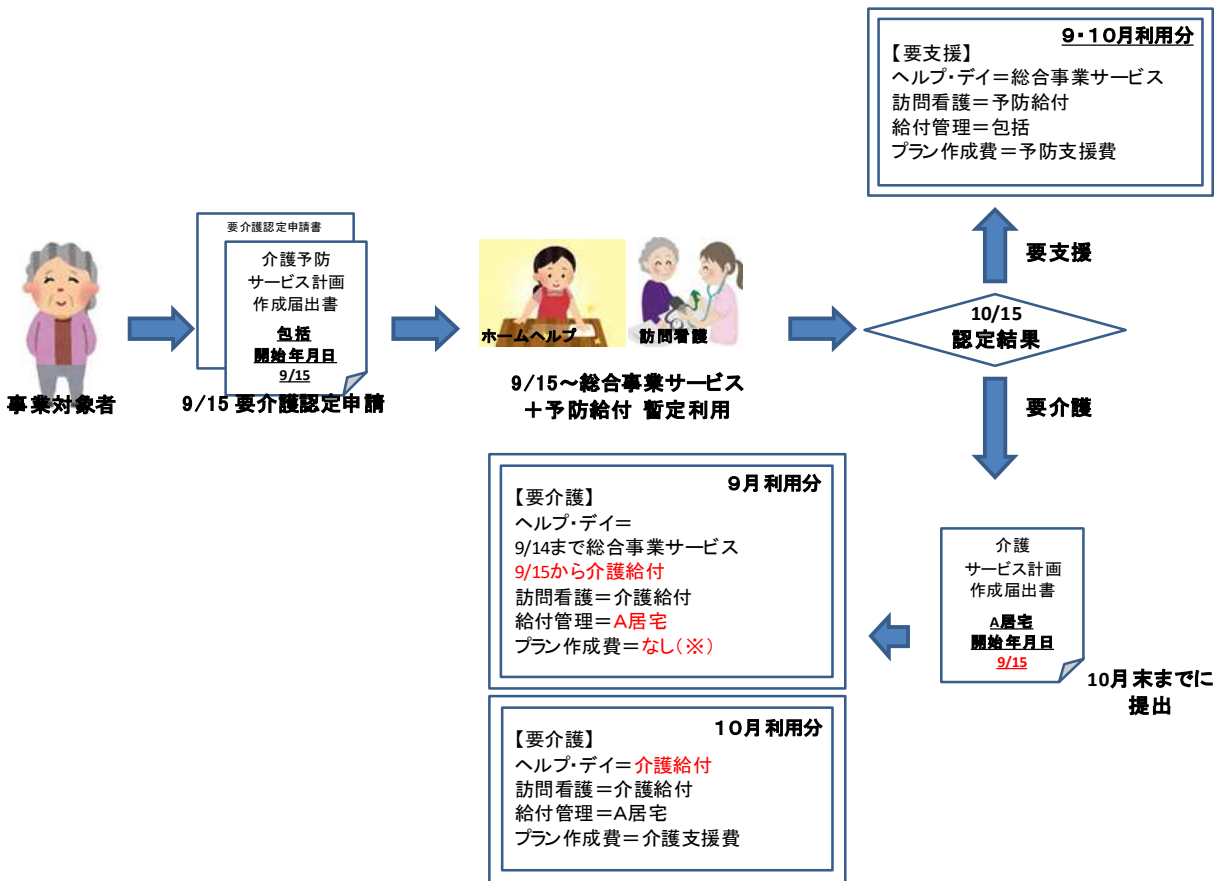 9・10月利用分
【要支援】
ヘルプ・デイ＝総合事業サービス
訪問看護＝予防給付
給付管理＝包括
プラン作成費＝予防支援費
要介護認定申請書
介護予防
サービス計画
作成届出書
包括
開始年月日
9/15
事業対象者
9/15 要介護認定申請
ホームヘルプ
訪問看護
9/15～総合事業サービス
＋予防給付 暫定利用
要支援
10/15
認定結果
要介護
9月利用分
【要介護】
ヘルプ・デイ＝
9/14まで総合事業サービス
9/15から介護給付
訪問看護＝介護給付
給付管理＝A居宅
プラン作成費＝なし（※）
介護
サービス計画
作成届出書
A居宅
開始年月日
9/15
10月末までに
提出
10月利用分
【要介護】
ヘルプ・デイ＝介護給付
訪問看護＝介護給付
給付管理＝A居宅
プラン作成費＝介護支援費